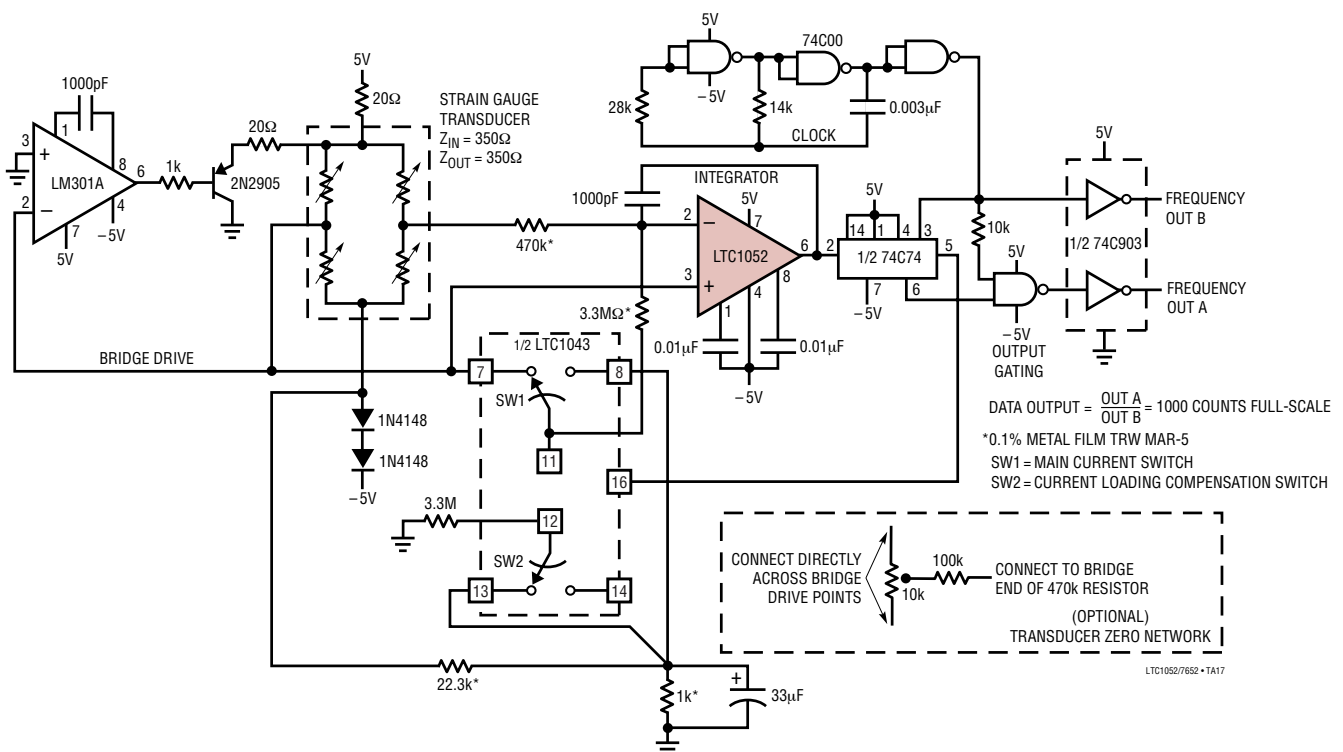 5V
5V
74C00
1000pF
20Ω
STRAIN GAUGE
TRANSDUCER
ZIN = 350Ω
ZOUT = 350Ω
–5V
28k
14k
0.003µF
CLOCK
5V
3
+
1
8
20Ω
LM301A
6
1k
2N2905
2
–
4
7
–5V
5V
1000pF
INTEGRATOR
5V
7
2
–
470k*
LTC1052
6
3
+
8
4
1
3.3MΩ*
0.01µF
0.01µF
–5V
5V
14
1
4
3
2
1/2 74C74
5
7
6
–5V
10k
5V
–5V
OUTPUT
GATING
1/2 74C903
FREQUENCY
OUT B
FREQUENCY
OUT A
BRIDGE DRIVE
1/2 LTC1043
7
8
SW1
11
16
1N4148
1N4148
–5V
3.3M
12
SW2
13
14
22.3k*
1k*
+
33µF
DATA OUTPUT = OUT A
OUT B
= 1000 COUNTS FULL-SCALE
*0.1% METAL FILM TRW MAR-5
SW1 = MAIN CURRENT SWITCH
SW2 = CURRENT LOADING COMPENSATION SWITCH
CONNECT DIRECTLY
ACROSS BRIDGE
DRIVE POINTS
10k
100k
CONNECT TO BRIDGE
END OF 470k RESISTOR
(OPTIONAL)
TRANSDUCER ZERO NETWORK
LTC1052/7652 • TA17